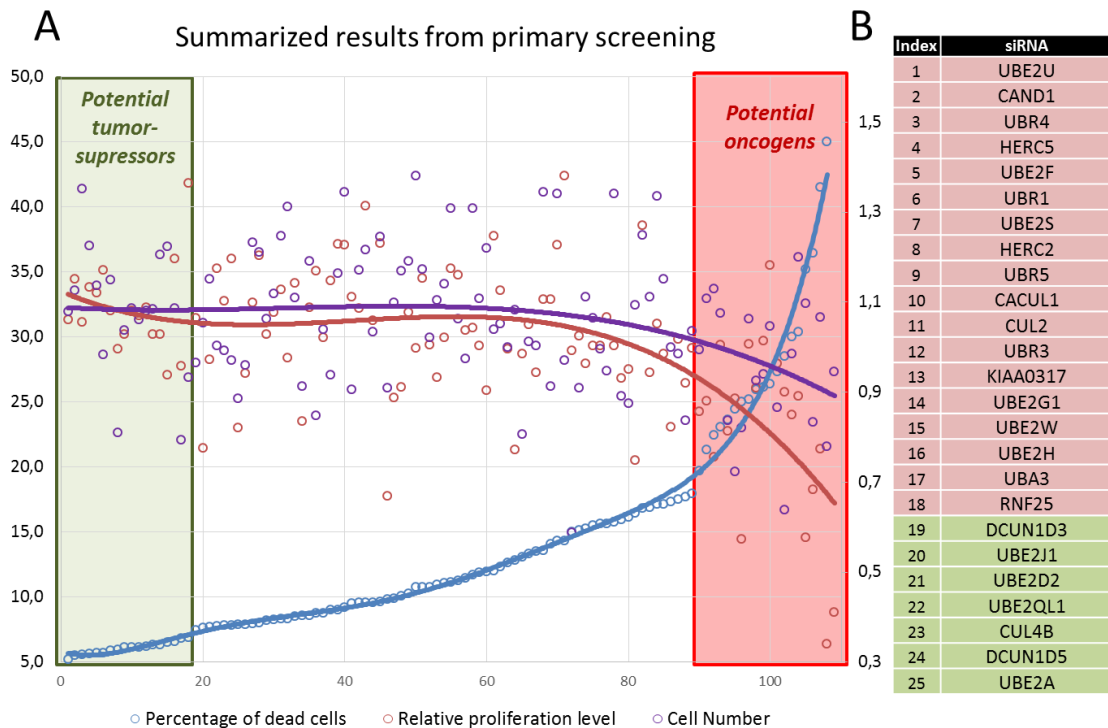 A
Summarized results from primary screening
B
50,0
45,0
40,0
35,0
30,0
25,0
20,0
15,0
10,0
5,0
Potential
tumor-
supressors
Potential
oncogens
1,5
1,3
1,1
0,9
0,7
0,5
0,3
0 20 40 60 80 100
Percentage of dead cells Relative proliferation level Cell Number
Index siRNA
1 UBE2U
2 CAND1
3 UBR4
4 HERC5
5 UBE2F
6 UBR1
7 UBE2S
8 HERC2
9 UBR5
10 CACUL1
11 CUL2
12 UBR3
13 KIAA0317
14 UBE2G1
15 UBE2W
16 UBE2H
17 UBA3
18 RNF25
19 DCUN1D3
20 UBE2J1
21 UBE2D2
22 UBE2QL1
23 CUL4B
24 DCUN1D5
25 UBE2A